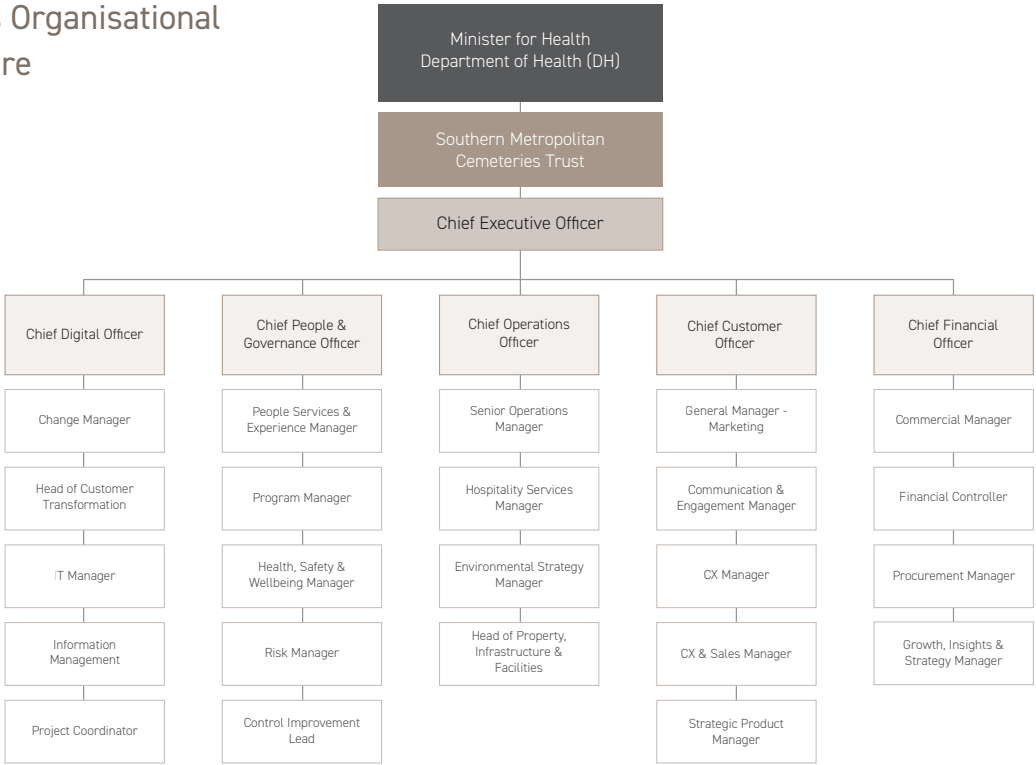 Organisational
Minister for Health
Department of Health (DH)
Southern Metropolitan
Cemeteries Trust
Chief Executive Officer
Chief Digital Officer
Change Manager
Head of Customer
Transformation
IT Manager
Information
Management
Project Coordinator
Chief People &
Governance Officer
People Services &
Experience Manager
Program Manager
Health, Safety &
Wellbeing Manager
Risk Manager
Control Improvement
Lead
Chief Operations
Officer
Senior Operations
Manager
Hospitality Services
Manager
Environmental Strategy
Manager
Head of Property,
Infrastructure &
Facilities
Chief Customer
Officer
General Manager -
Marketing
Communication &
Engagement Manager
CX Manager
CX & Sales Manager
Strategic Product
Manager
Chief Financial
Officer
Commercial Manager
Financial Controller
Procurement Manager
Growth, Insights &
Strategy Manager